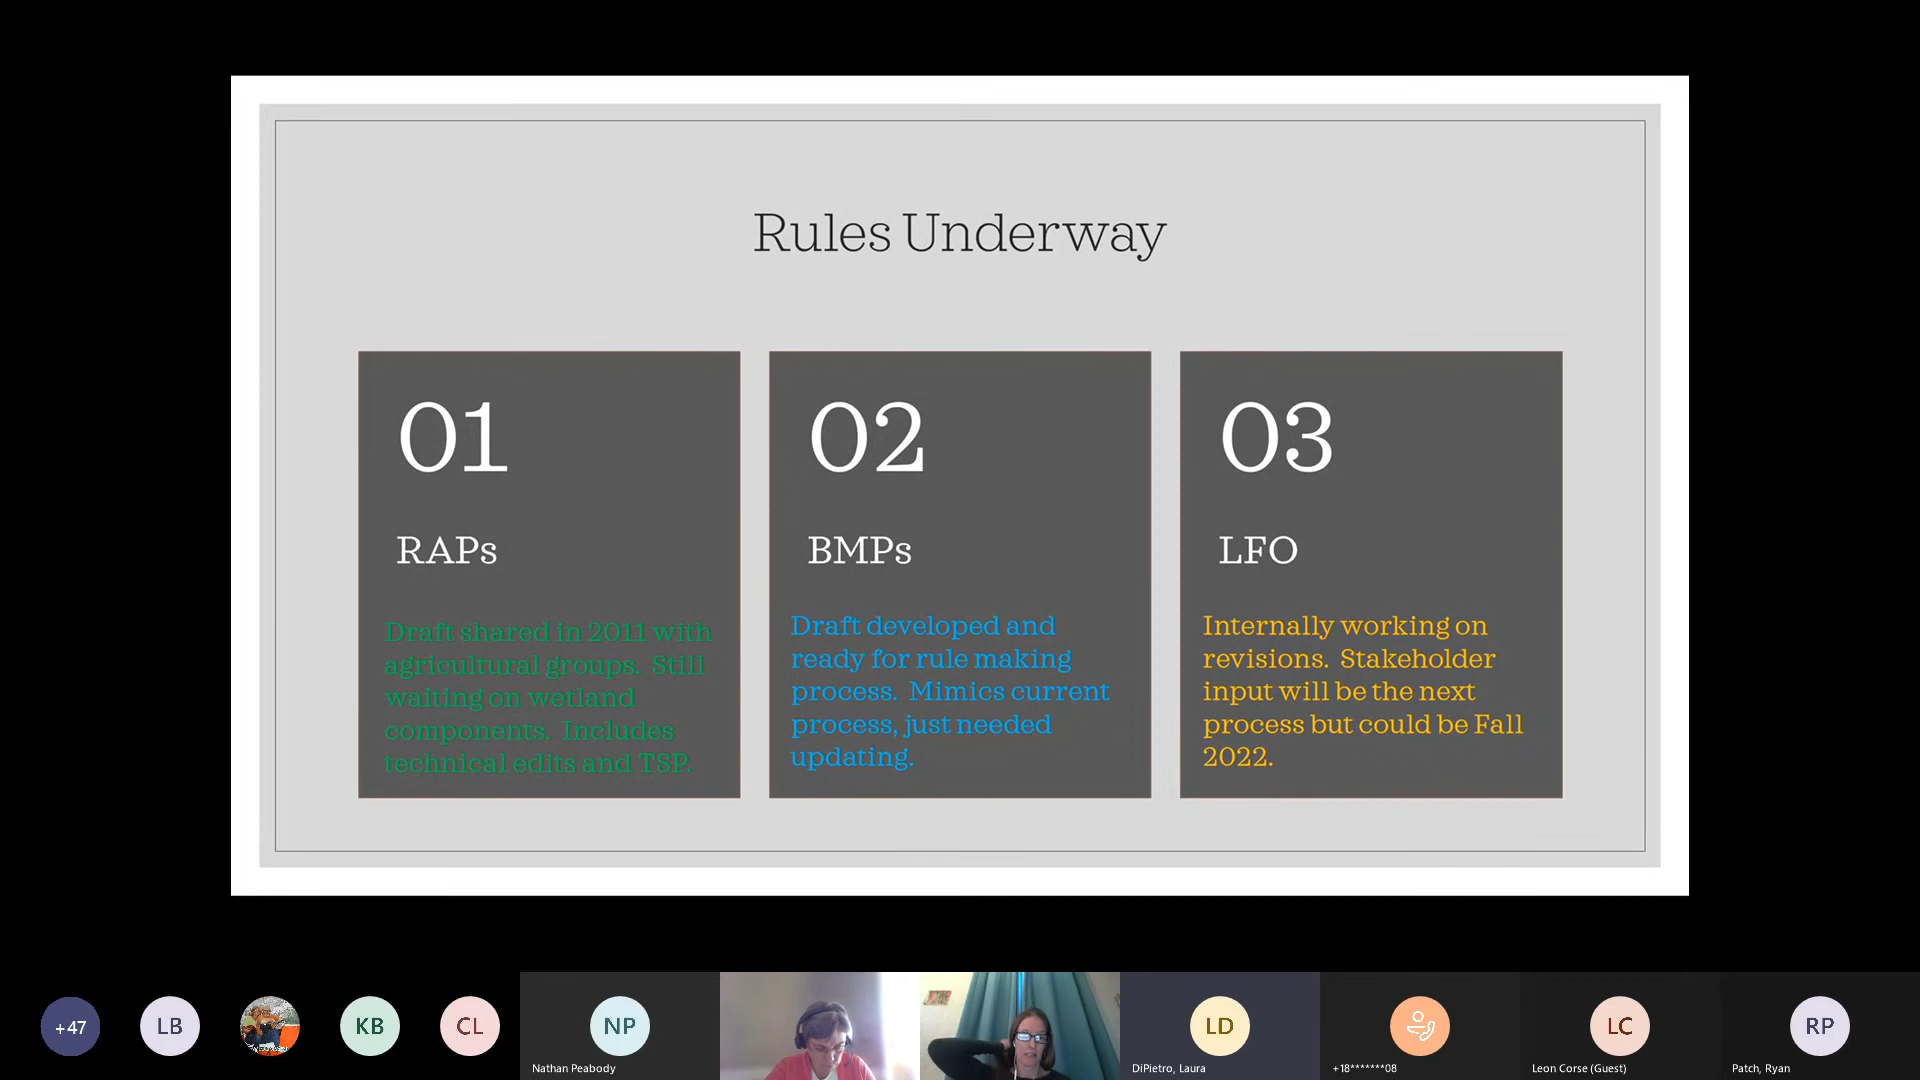 Rules Underway
01
RAPs
Draft shared in 2011 with
agricultural groups.  Still
waiting on wetland
components.  Includes
technical edits and TSP.
02
BMPs
Draft developed and
ready for rule making
process.  Mimics current
process, just needed
updating.
03
LFO
Internally working on
revisions.  Stakeholder
input will be the next
process but could be Fall
2022.
+47
LB
KB
CL
NP
Nathan Peabody
LD
DiPietro, Laura
+18*******08
LC
Leon Corse (Guest)
RP
Patch, Ryan